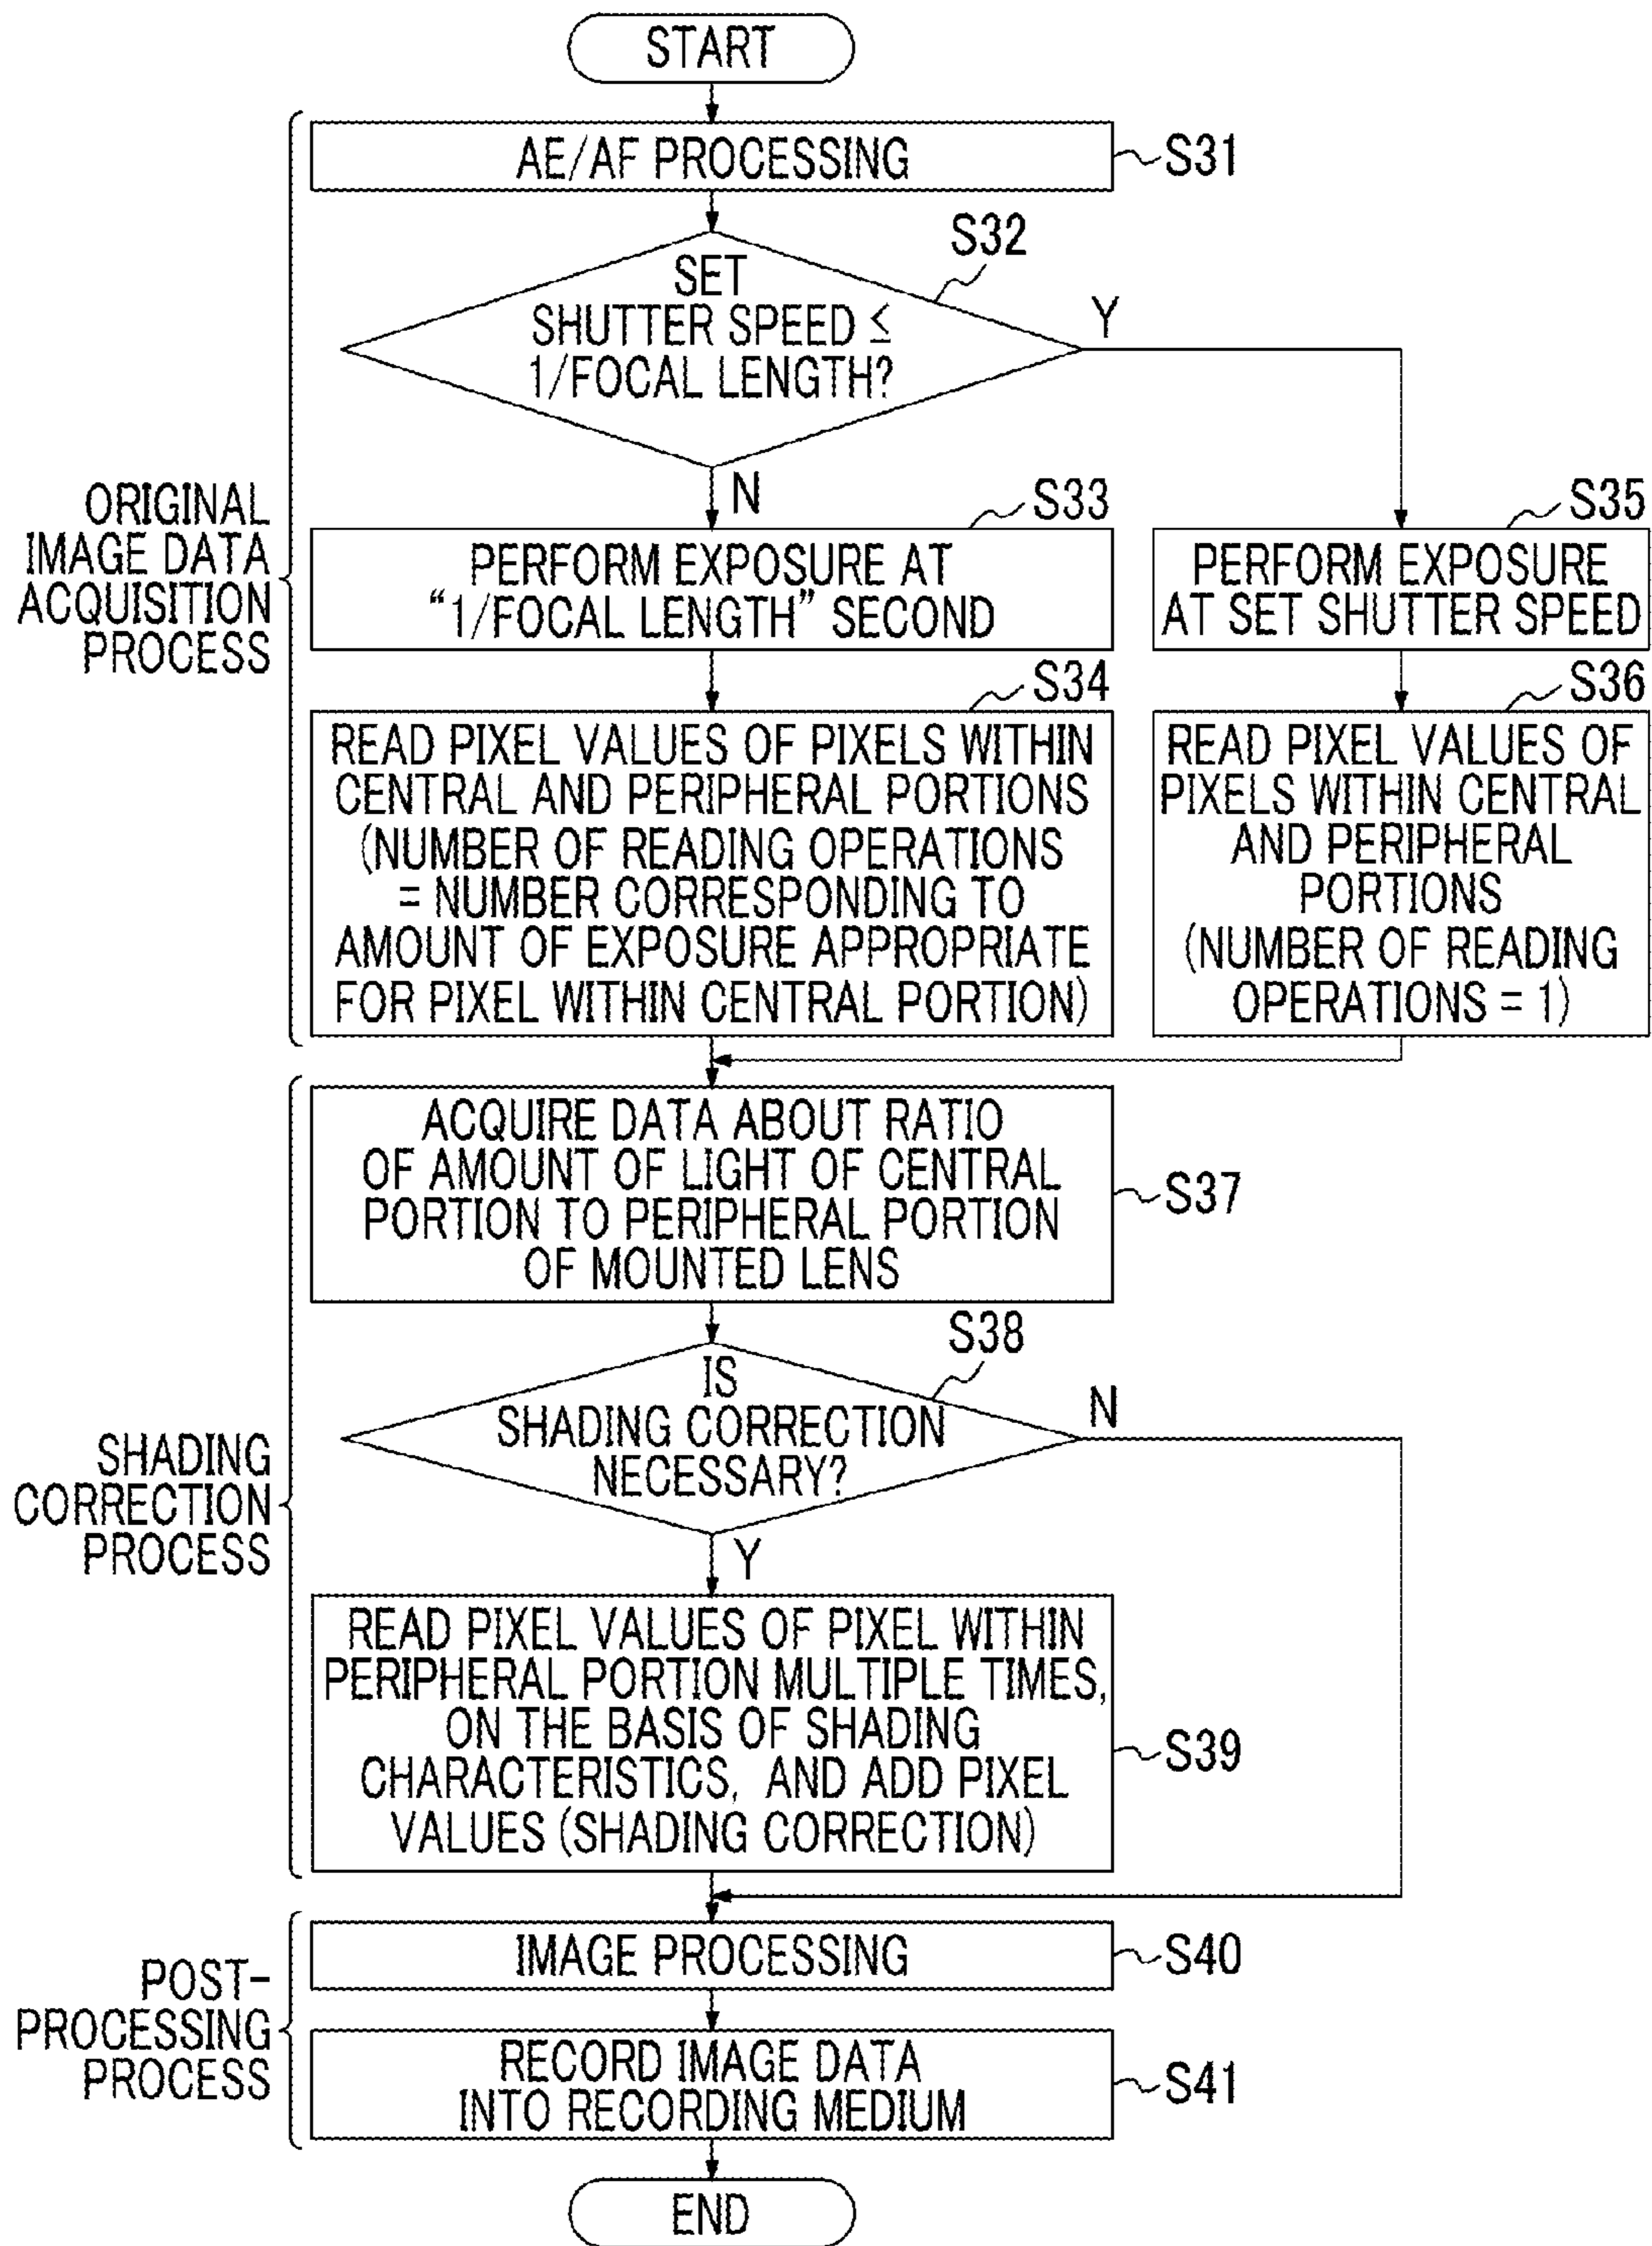 START
AE/AF PROCESSING
S31
S32
SET
SHUTTER SPEED ≤
1/FOCAL LENGTH?
Y
N
ORIGINAL
IMAGE DATA
ACQUISITION
PROCESS
S33
PERFORM EXPOSURE AT
“1/FOCAL LENGTH” SECOND
S35
PERFORM EXPOSURE
AT SET SHUTTER SPEED
S34
READ PIXEL VALUES OF PIXELS WITHIN
CENTRAL AND PERIPHERAL PORTIONS
(NUMBER OF READING OPERATIONS
= NUMBER CORRESPONDING TO
AMOUNT OF EXPOSURE APPROPRIATE
FOR PIXEL WITHIN CENTRAL PORTION)
S36
READ PIXEL VALUES OF
PIXELS WITHIN CENTRAL
AND PERIPHERAL
PORTIONS
(NUMBER OF READING
OPERATIONS = 1)
ACQUIRE DATA ABOUT RATIO
OF AMOUNT OF LIGHT OF CENTRAL
PORTION TO PERIPHERAL PORTION
OF MOUNTED LENS
S37
S38
IS
SHADING CORRECTION
NECESSARY?
N
Y
SHADING
CORRECTION
PROCESS
READ PIXEL VALUES OF PIXEL WITHIN
PERIPHERAL PORTION MULTIPLE TIMES,
ON THE BASIS OF SHADING
CHARACTERISTICS, AND ADD PIXEL
VALUES (SHADING CORRECTION)
S39
POST-
PROCESSING
PROCESS
IMAGE PROCESSING
S40
RECORD IMAGE DATA
INTO RECORDING MEDIUM
S41
END